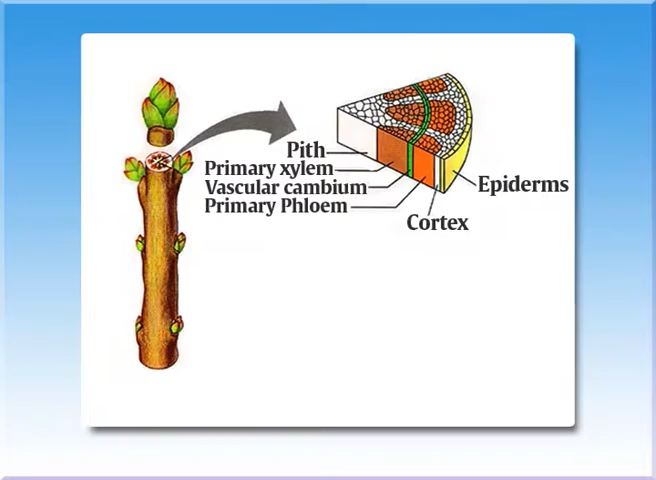 Pith
Primary xylem
Vascular cambium
Primary Phloem
Epiderms
Cortex